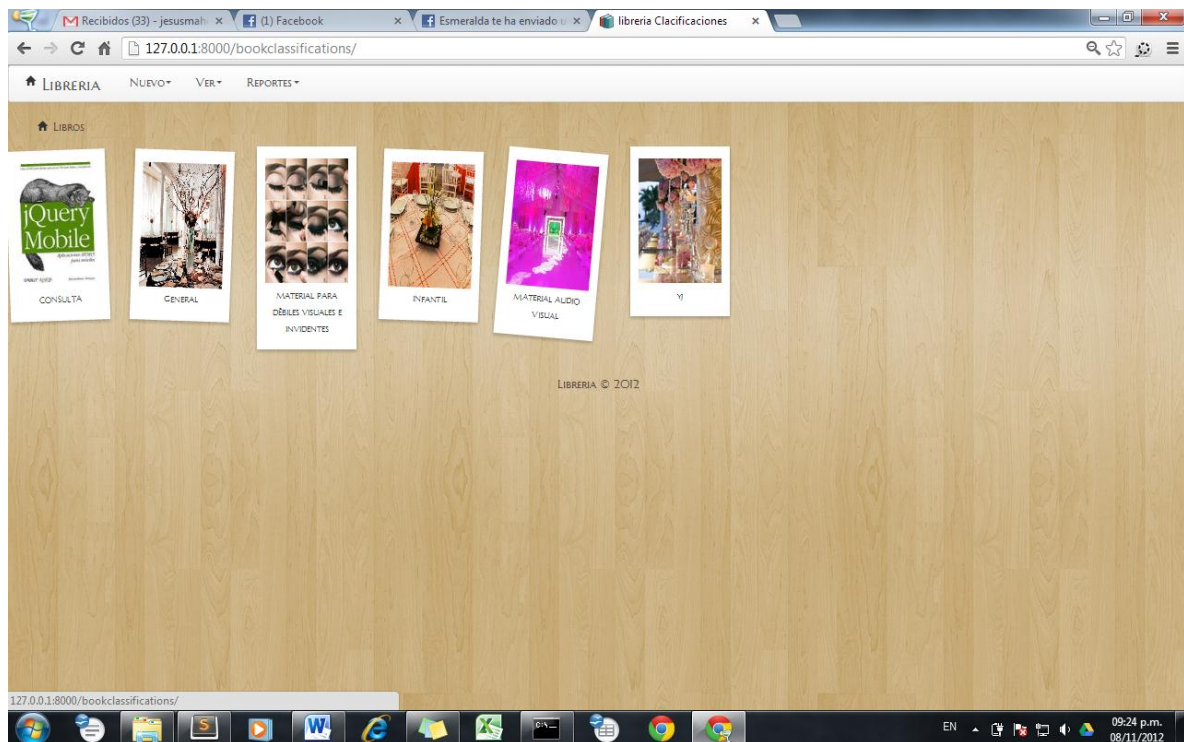 Recibidos (33) - jesusmah
(1) Facebook
Esmeralda te ha enviado u
libreria Clacificaciones
127.0.0.1:8000/bookclassifications/
LIBRERIA NUEVO VER REPORTES
LIBROS
jQuery
Mobile
CONSULTA
GENERAL
MATERIAL PARA
DÉBILES VISUALES E
INVIDENTES
INFANTIL
MATERIAL AUDIO
VISUAL
YJ
LIBRERIA © 2012
127.0.0.1:8000/bookclassifications/
EN
09:24 p.m.
08/11/2012